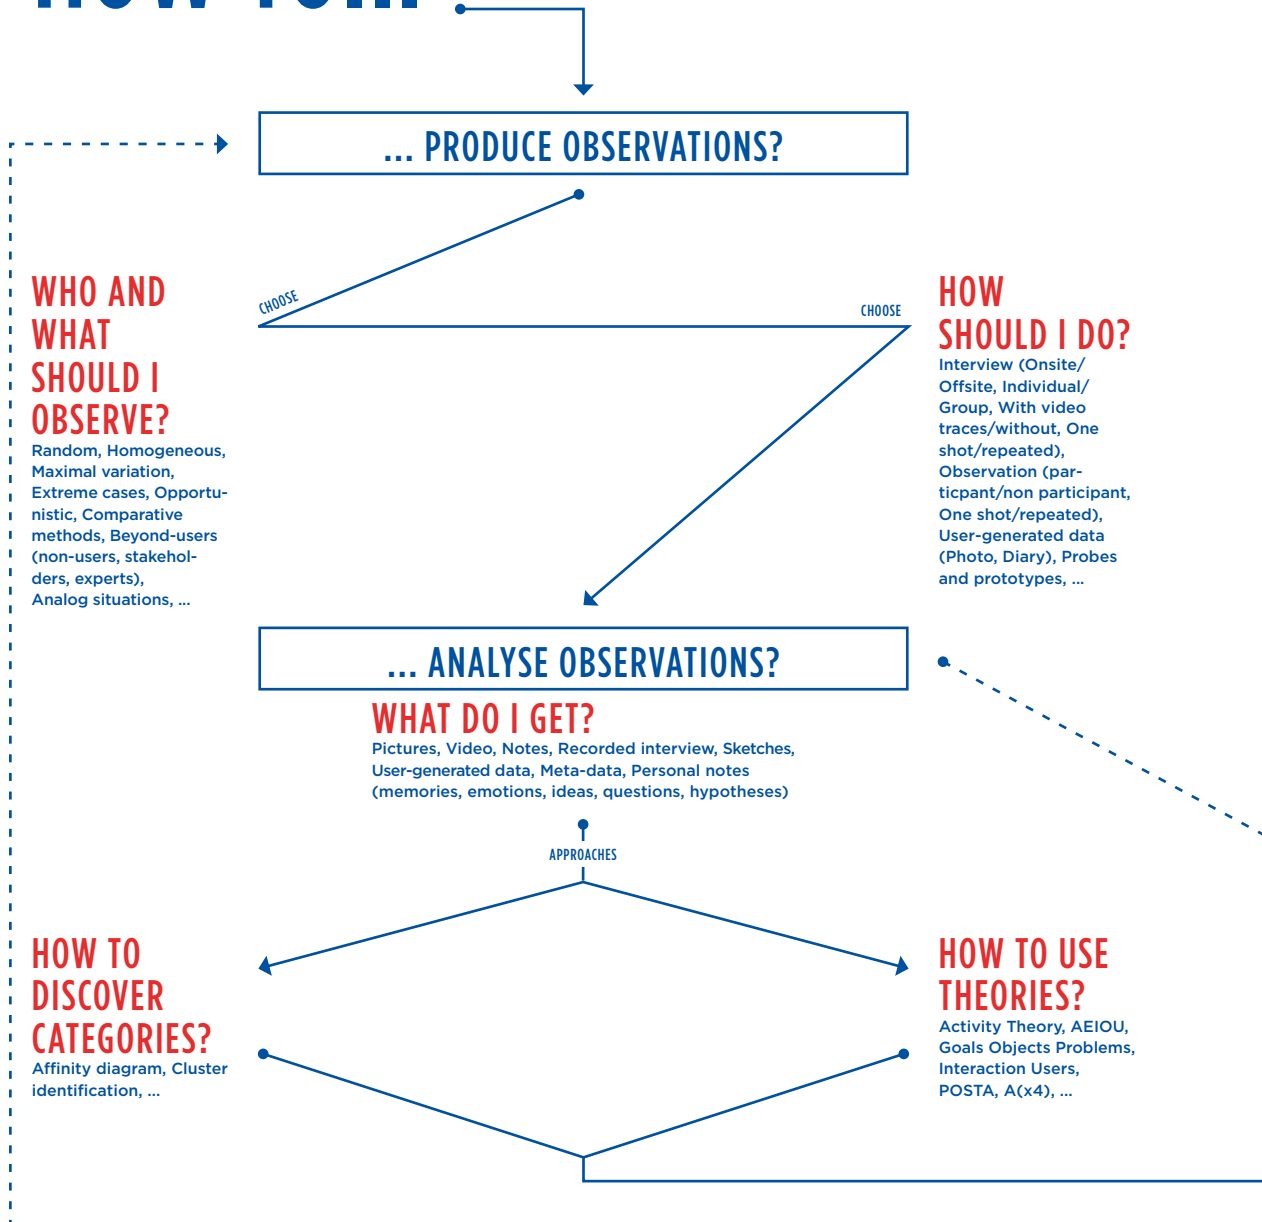 HOW TO...
... PRODUCE OBSERVATIONS?
CHOOSE
CHOOSE
WHO AND
WHAT
SHOULD I
OBSERVE?
Random, Homogeneous,
Maximal variation,
Extreme cases, Opportu-
nistic, Comparative
methods, Beyond-users
(non-users, stakehol-
ders, experts),
Analog situations, ...
HOW
SHOULD I DO?
Interview (Onsite/
Offsite, Individual/
Group, With video
traces/without, One
shot/repeated),
Observation (par-
ticpant/non participant,
One shot/repeated),
User-generated data
(Photo, Diary), Probes
and prototypes, ...
... ANALYSE OBSERVATIONS?
WHAT DO I GET?
Pictures, Video, Notes, Recorded interview, Sketches,
User-generated data, Meta-data, Personal notes
(memories, emotions, ideas, questions, hypotheses)
APPROACHES
HOW TO
DISCOVER
CATEGORIES?
Affinity diagram, Cluster
identification, ...
HOW TO USE
THEORIES?
Activity Theory, AEIOU,
Goals Objects Problems,
Interaction Users,
POSTA, A(x4), ...